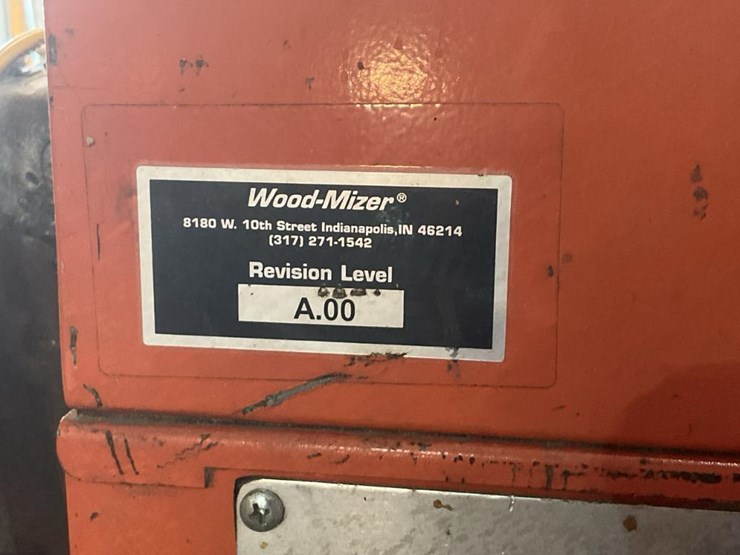 Wood-Mizer®
8180 W. 10th Street Indianapolis,IN 46214
(317) 271-1542
Revision Level
A.00